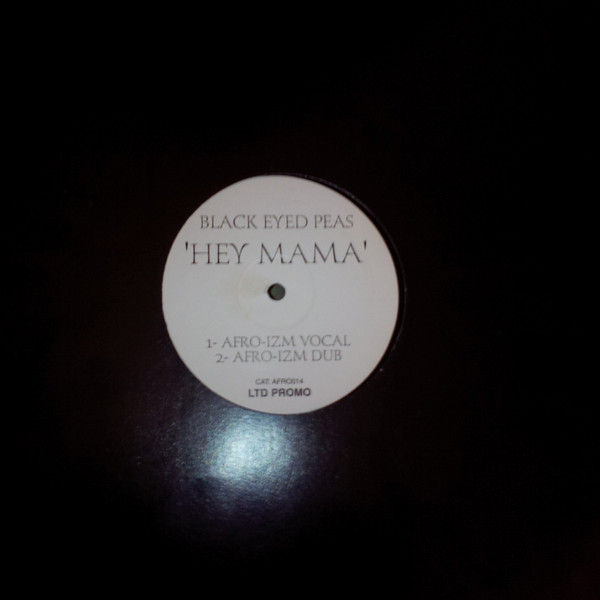 BLACK EYED PEAS
'HEY MAMA'
1- AFRO-IZM VOCAL
2- AFRO-IZM DUB
CAT. AFRO014
LTD PROMO